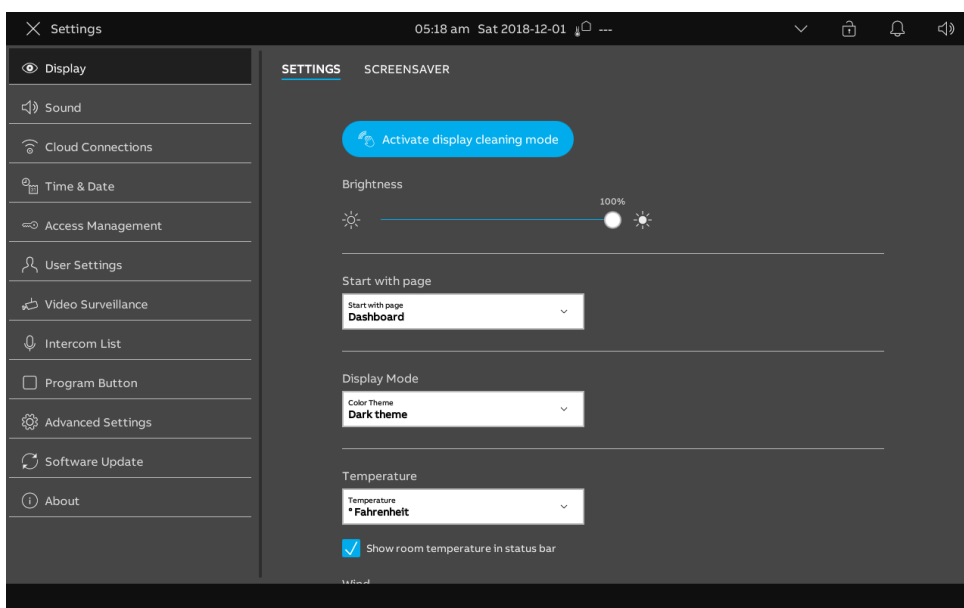 Settings
05:18 am Sat 2018-12-01 ---
Display
Sound
Cloud Connections
Time & Date
Access Management
User Settings
Video Surveillance
Intercom List
Program Button
Advanced Settings
Software Update
About
SETTINGS SCREENSAVER
Activate display cleaning mode
Brightness
100%
Start with page
Start with page
Dashboard
Display Mode
Color Theme
Dark theme
Temperature
Temperature
° Fahrenheit
Show room temperature in status bar
Wind